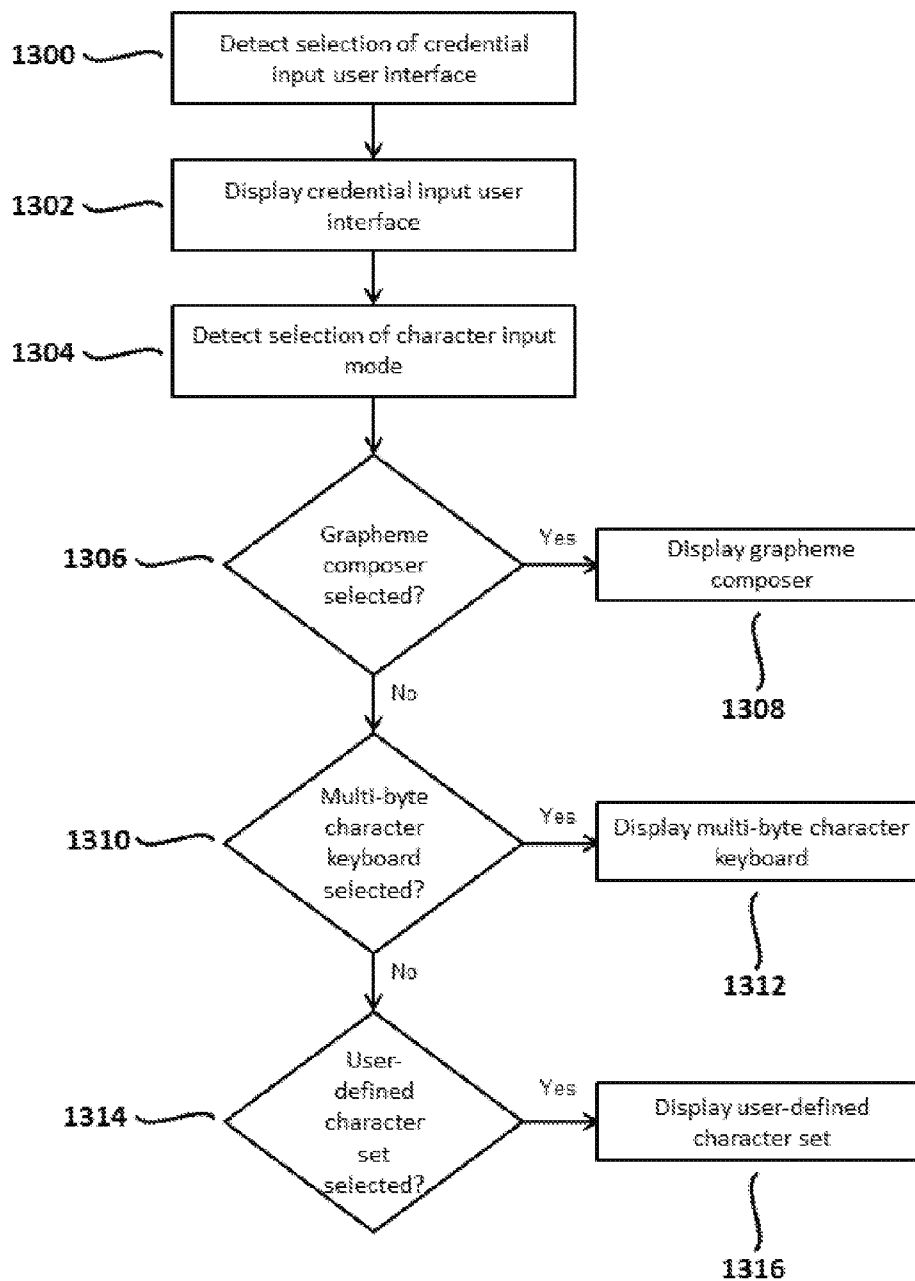 1300
Detect selection of credential
input user interface
1302
Display credential input user
interface
1304
Detect selection of character input
mode
1306
Grapheme
composer
selected?
Yes
Display grapheme
composer
1308
No
1310
Multi-byte
character
keyboard
selected?
Yes
Display multi-byte character
keyboard
1312
No
1314
User-
defined
character
set
selected?
Yes
Display user-defined
character set
1316